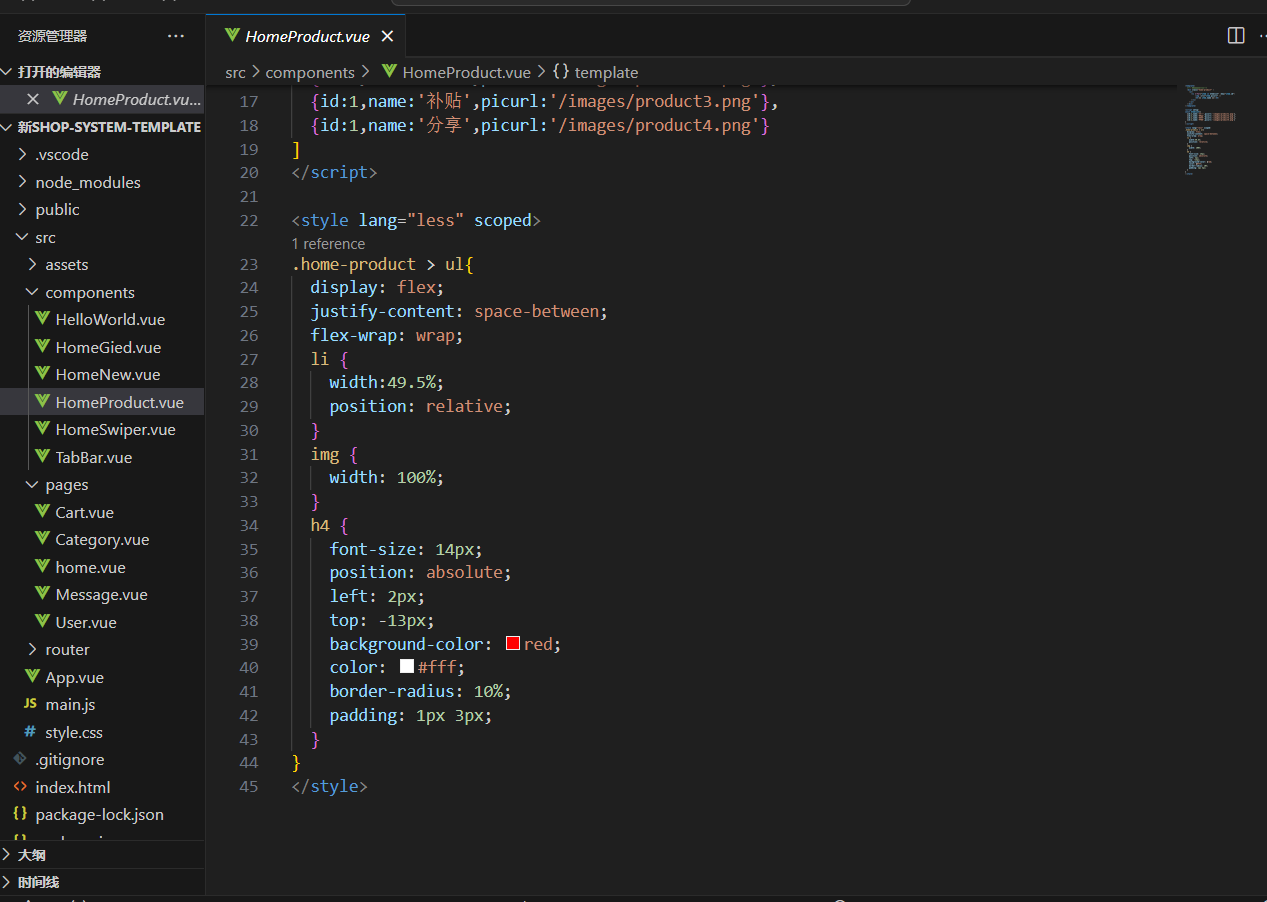 资源管理器
···
打开的编辑器
HomeProduct.vu...
新SHOP-SYSTEM-TEMPLATE
.vscode
node_modules
public
src
assets
components
HelloWorld.vue
HomeGied.vue
HomeNew.vue
HomeProduct.vue
HomeSwiper.vue
TabBar.vue
pages
Cart.vue
Category.vue
home.vue
Message.vue
User.vue
router
App.vue
JS main.js
# style.css
.gitignore
<> index.html
{} package-lock.json
大纲
时间线
HomeProduct.vue
src > components > HomeProduct.vue > {} template
17 {id:1,name:'补贴',picurl:'/images/product3.png'},
18 {id:1,name:'分享',picurl:'/images/product4.png'}
19 ]
20 </script>
21
22 <style lang="less" scoped>
1 reference
23 .home-product > ul{
24 display: flex;
25 justify-content: space-between;
26 flex-wrap: wrap;
27 li {
28 width:49.5%;
29 position: relative;
30 }
31 img {
32 width: 100%;
33 }
34 h4 {
35 font-size: 14px;
36 position: absolute;
37 left: 2px;
38 top: -13px;
39 background-color: red;
40 color: #fff;
41 border-radius: 10%;
42 padding: 1px 3px;
43 }
44 }
45 </style>